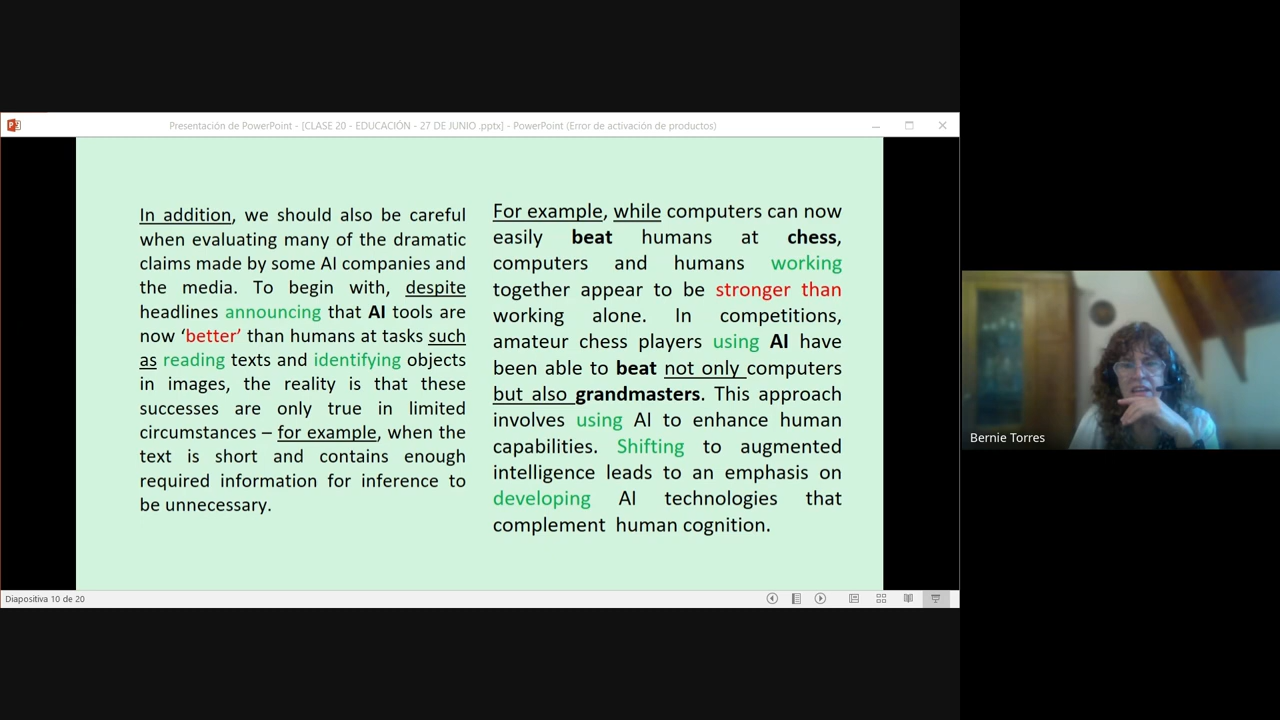 Presentación de PowerPoint - [CLASE 20 - EDUCACIÓN - 27 DE JUNIO .pptx] - PowerPoint (Error de activación de productos)
In addition, we should also be careful
when evaluating many of the dramatic
claims made by some AI companies and
the media. To begin with, despite
headlines announcing that AI tools are
now ‘better’ than humans at tasks such
as reading texts and identifying objects
in images, the reality is that these
successes are only true in limited
circumstances – for example, when the
text is short and contains enough
required information for inference to
be unnecessary.
For example, while computers can now
easily beat humans at chess,
computers and humans working
together appear to be stronger than
working alone. In competitions,
amateur chess players using AI have
been able to beat not only computers
but also grandmasters. This approach
involves using AI to enhance human
capabilities. Shifting to augmented
intelligence leads to an emphasis on
developing AI technologies that
complement human cognition.
Bernie Torres
Diapositiva 10 de 20